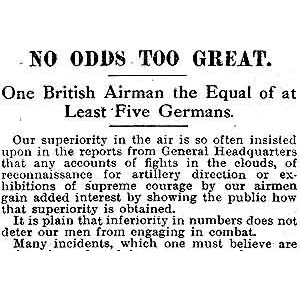 NO ODDS TOO GREAT.
One British Airman the Equal of at
Least Five Germans.
Our superiority in the air is so often insisted
upon in the reports from General Headquarters
that any accounts of fights in the clouds, of
reconnaissance for artillery direction or ex-
hibitions of supreme courage by our airmen
gain added interest by showing the public how
that superiority is obtained.
It is plain that inferiority in numbers does not
deter our men from engaging in combat.
Many incidents, which one must believe are